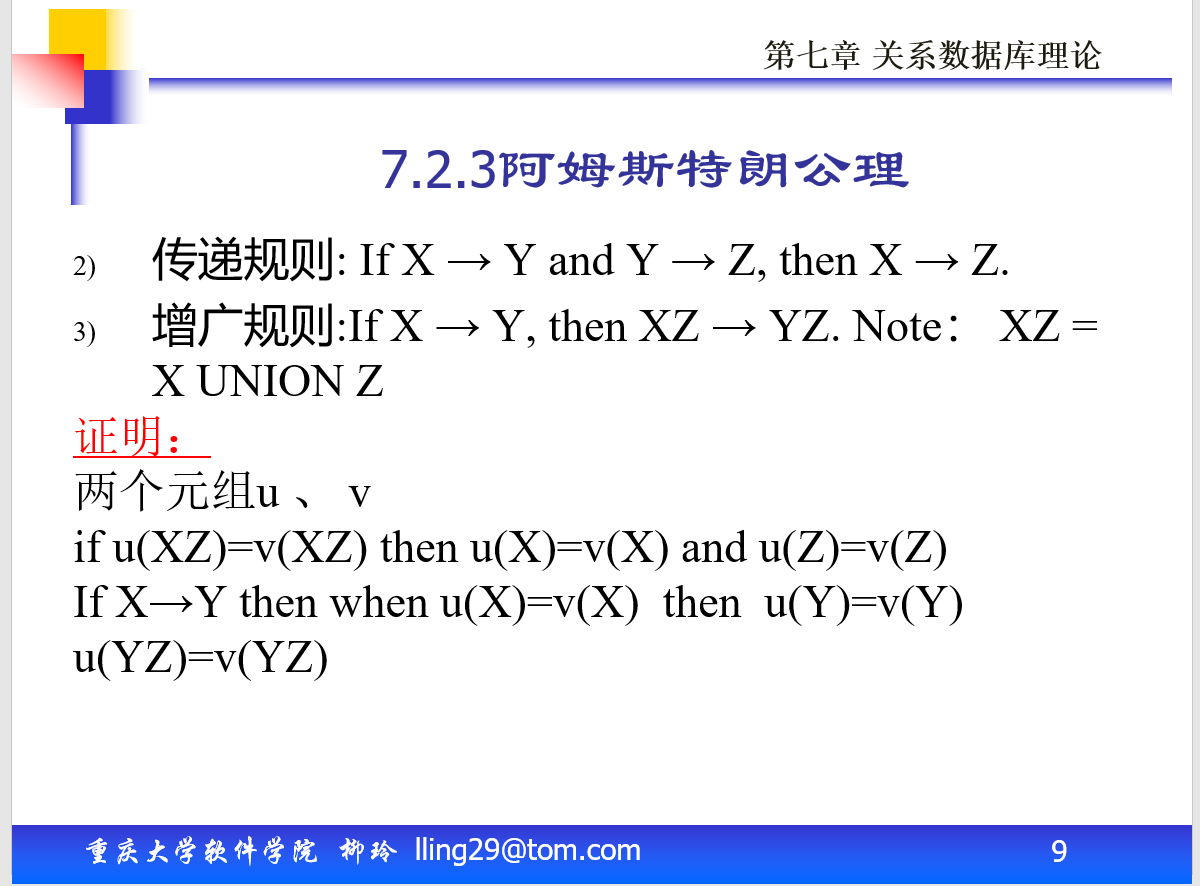 第七章 关系数据库理论
7.2.3阿姆斯特朗公理
2) 传递规则: If X → Y and Y → Z, then X → Z.
3) 增广规则:If X → Y, then XZ → YZ. Note： XZ =
X UNION Z
证明：
两个元组u 、 v
if u(XZ)=v(XZ) then u(X)=v(X) and u(Z)=v(Z)
If X→Y then when u(X)=v(X) then u(Y)=v(Y)
u(YZ)=v(YZ)
重庆大学软件学院 柳玲 lling29@tom.com 9